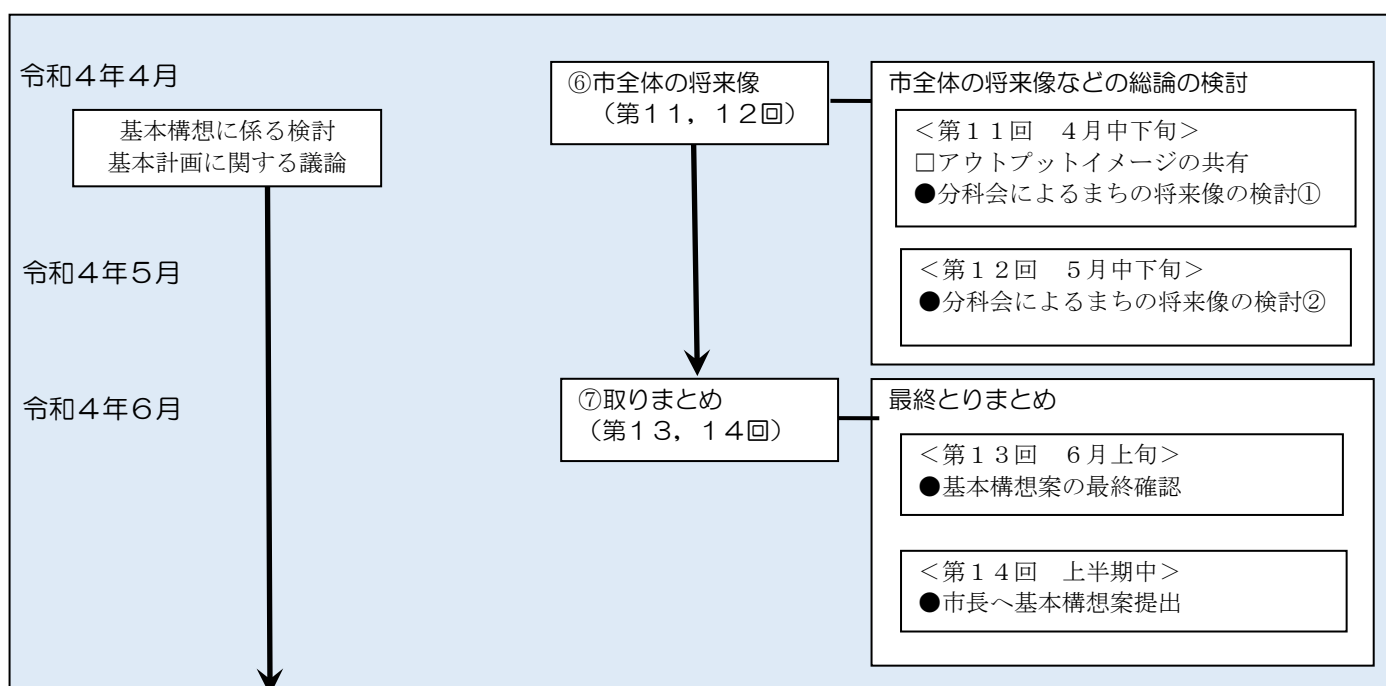 令和４年４月
基本構想に係る検討
基本計画に関する議論
⑥市全体の将来像
（第１１，１２回）
市全体の将来像などの総論の検討
＜第１１回　４月中下旬＞
□アウトプットイメージの共有
●分科会によるまちの将来像の検討①
令和４年５月
＜第１２回　５月中下旬＞
●分科会によるまちの将来像の検討②
令和４年６月
⑦取りまとめ
（第１３，１４回）
最終とりまとめ
＜第１３回　６月上旬＞
●基本構想案の最終確認
＜第１４回　上半期中＞
●市長へ基本構想案提出